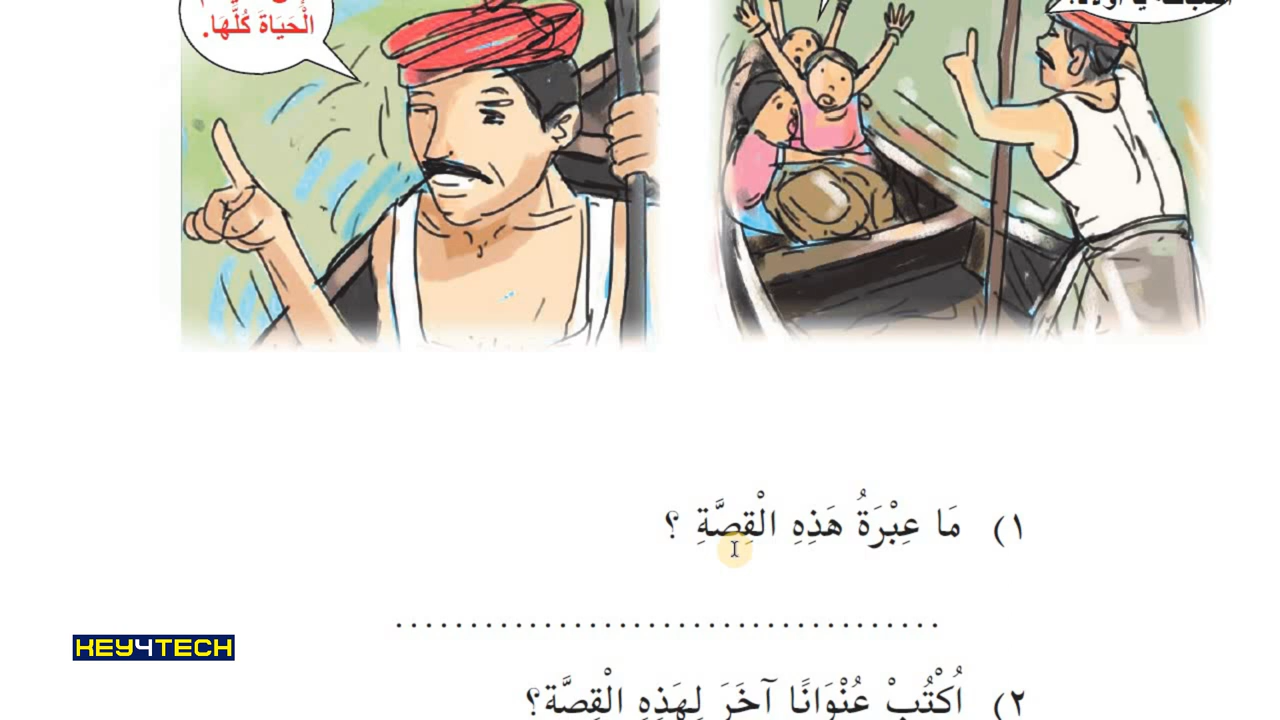 الْحَيَاةَ كُلَّهَا.
١) مَا عِبْرَةُ هَذِهِ الْقِصَّةِ ؟
......................................
٢) اُكْتُبْ عُنْوَانًا آخَرَ لِهَذِهِ الْقِصَّة؟
KEY4TECH